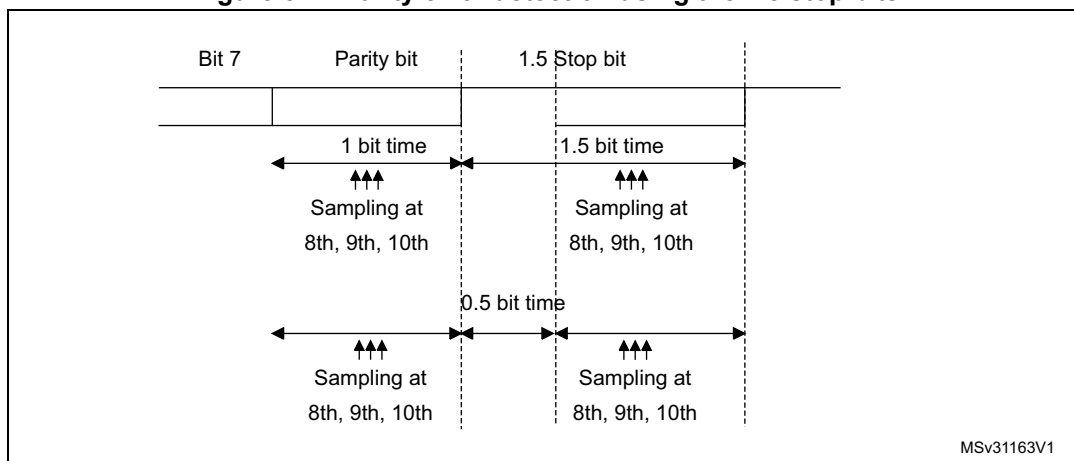 Bit 7 Parity bit 1.5 Stop bit
1 bit time 1.5 bit time
Sampling at Sampling at
8th, 9th, 10th 8th, 9th, 10th
0.5 bit time
Sampling at Sampling at
8th, 9th, 10th 8th, 9th, 10th
MSv31163V1